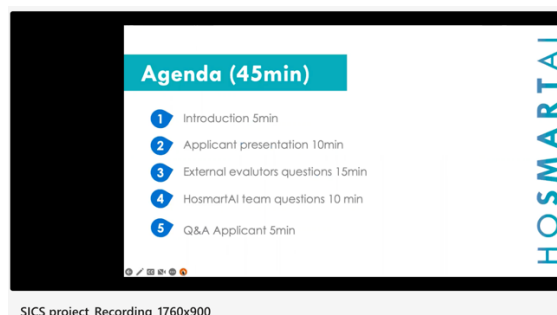 Agenda (45min)
1 Introduction 5min
2 Applicant presentation 10min
3 External evalutors questions 15min
4 HosmartAI team questions 10 min
5 Q&A Applicant 5min
HOSMARTAI
SICS project Recording 1760x900